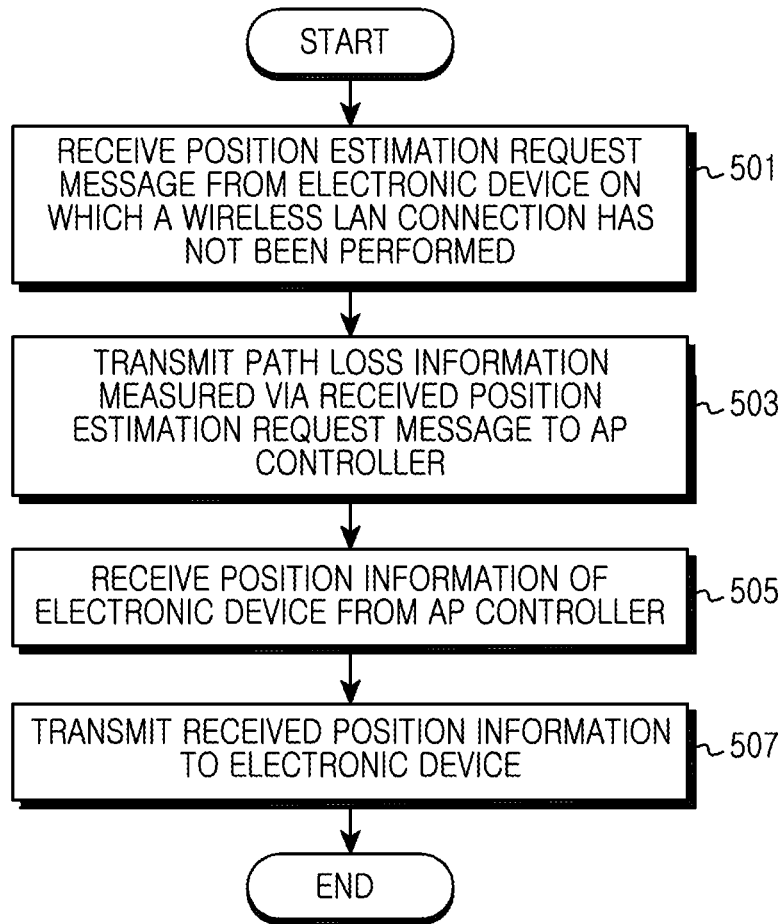 START
RECEIVE POSITION ESTIMATION REQUEST
MESSAGE FROM ELECTRONIC DEVICE ON
WHICH A WIRELESS LAN CONNECTION HAS
NOT BEEN PERFORMED
501
TRANSMIT PATH LOSS INFORMATION
MEASURED VIA RECEIVED POSITION
ESTIMATION REQUEST MESSAGE TO AP
CONTROLLER
503
RECEIVE POSITION INFORMATION OF
ELECTRONIC DEVICE FROM AP CONTROLLER
505
TRANSMIT RECEIVED POSITION INFORMATION
TO ELECTRONIC DEVICE
507
END